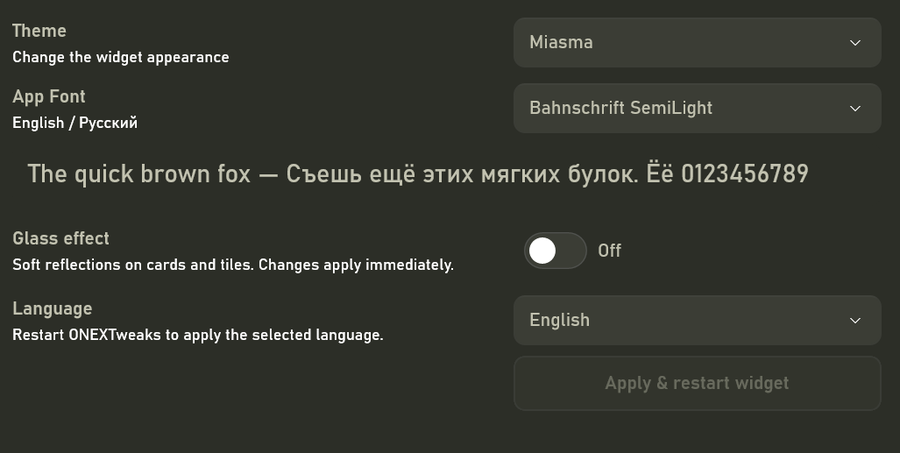 Theme
Change the widget appearance
Miasma
App Font
English / Русский
Bahnschrift SemiLight
The quick brown fox — Съешь ещё этих мягких булок. Ёё 0123456789
Glass effect
Soft reflections on cards and tiles. Changes apply immediately.
Off
Language
Restart ONEXTweaks to apply the selected language.
English
Apply & restart widget